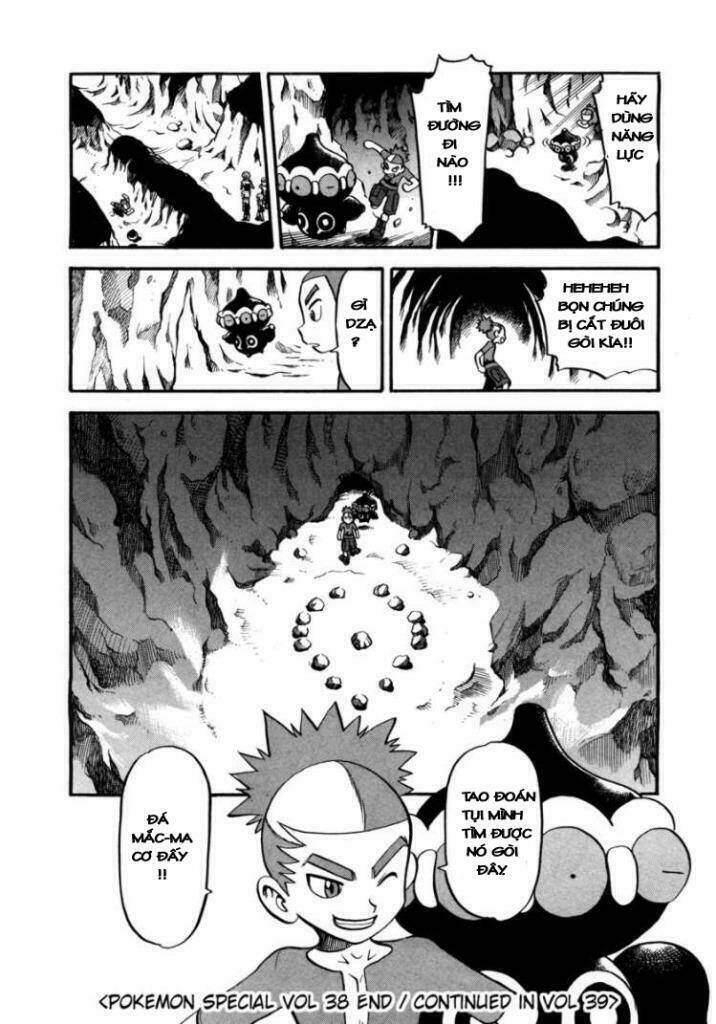 HÃY
DÙNG
NĂNG
LỰC
TÌM
ĐƯỜNG
ĐI
NÀO
!!!
HEHEHEH
BỌN CHÚNG
BỊ CẮT ĐUÔI
GÒI KÌA!!
GÌ
DZẠ
?
TAO ĐOÁN
TỤI MÌNH
TÌM ĐƯỢC
NÓ GÒI
ĐÂY.
ĐÁ
MẮC-MA
CƠ ĐẤY
!!
<POKEMON SPECIAL VOL 38 END / CONTINUED IN VOL 39>